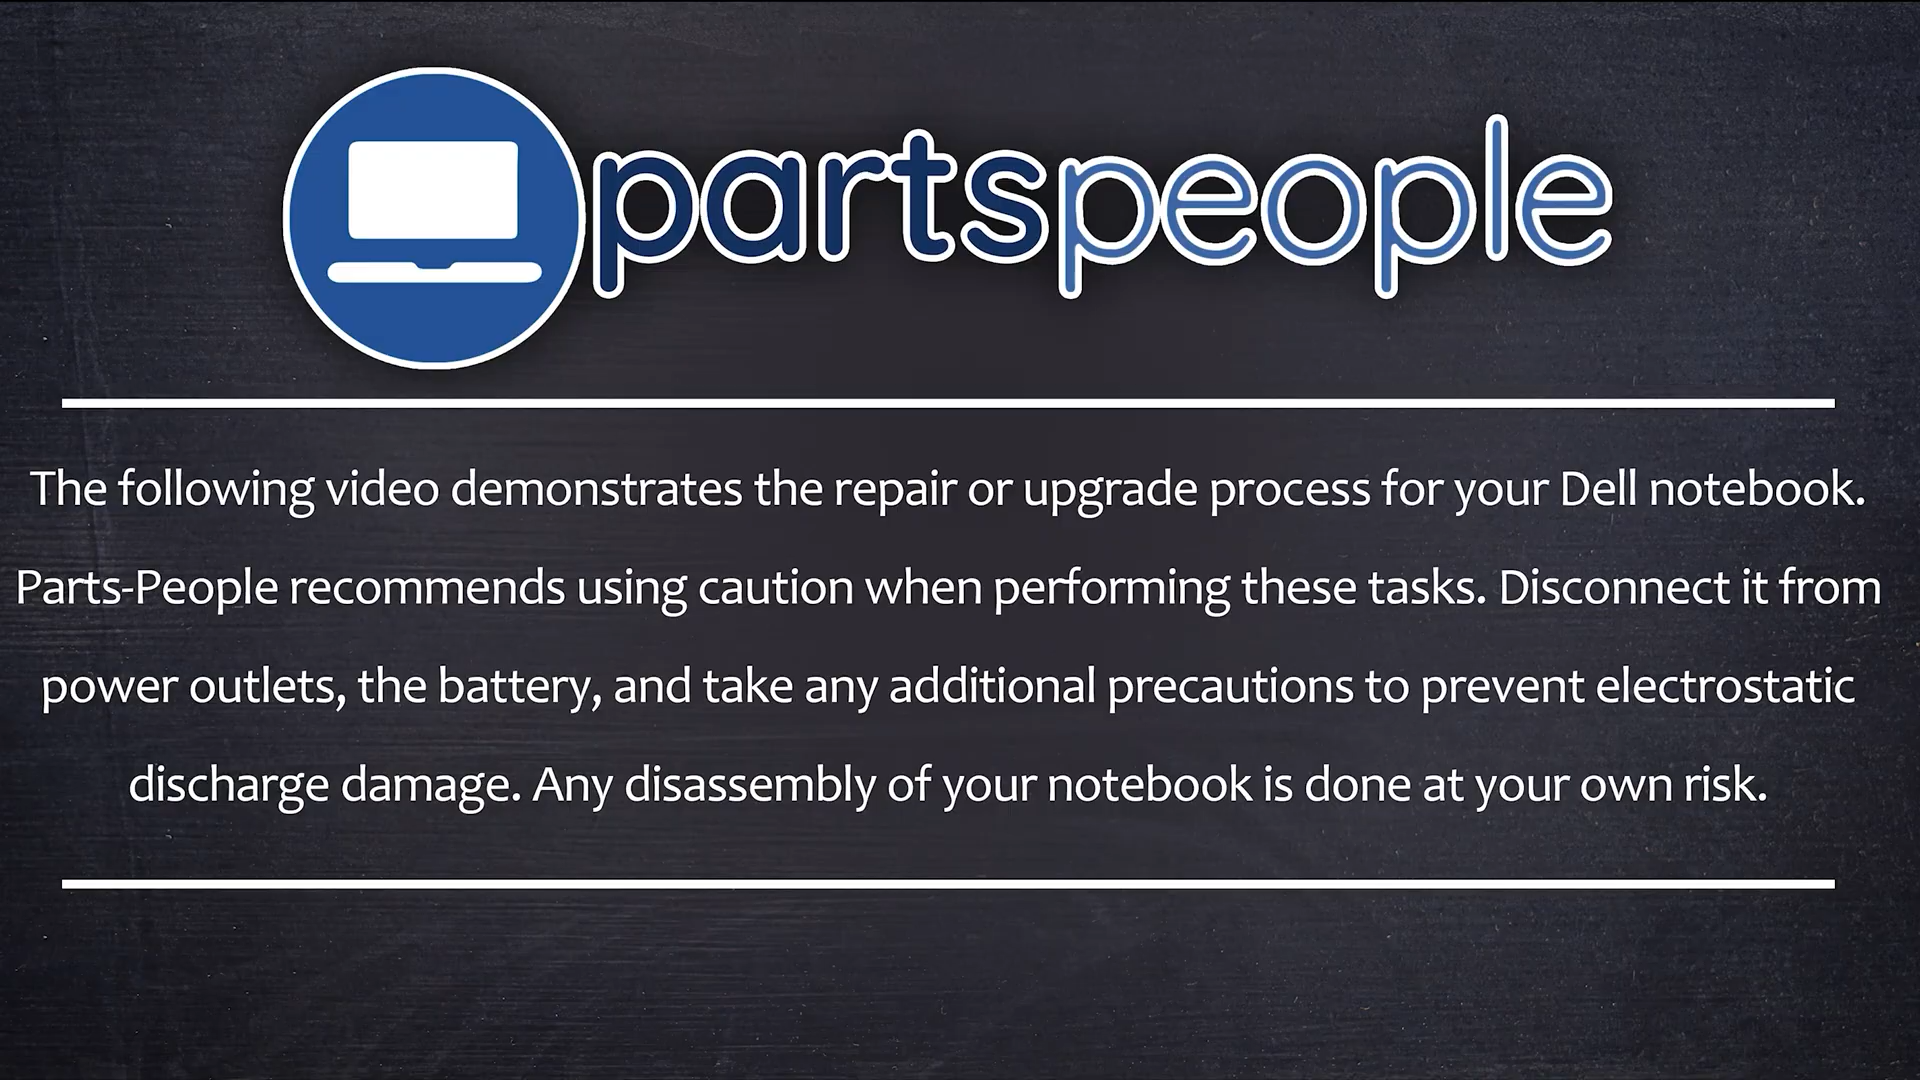 partspeople
The following video demonstrates the repair or upgrade process for your Dell notebook.
Parts-People recommends using caution when performing these tasks. Disconnect it from
power outlets, the battery, and take any additional precautions to prevent electrostatic
discharge damage. Any disassembly of your notebook is done at your own risk.